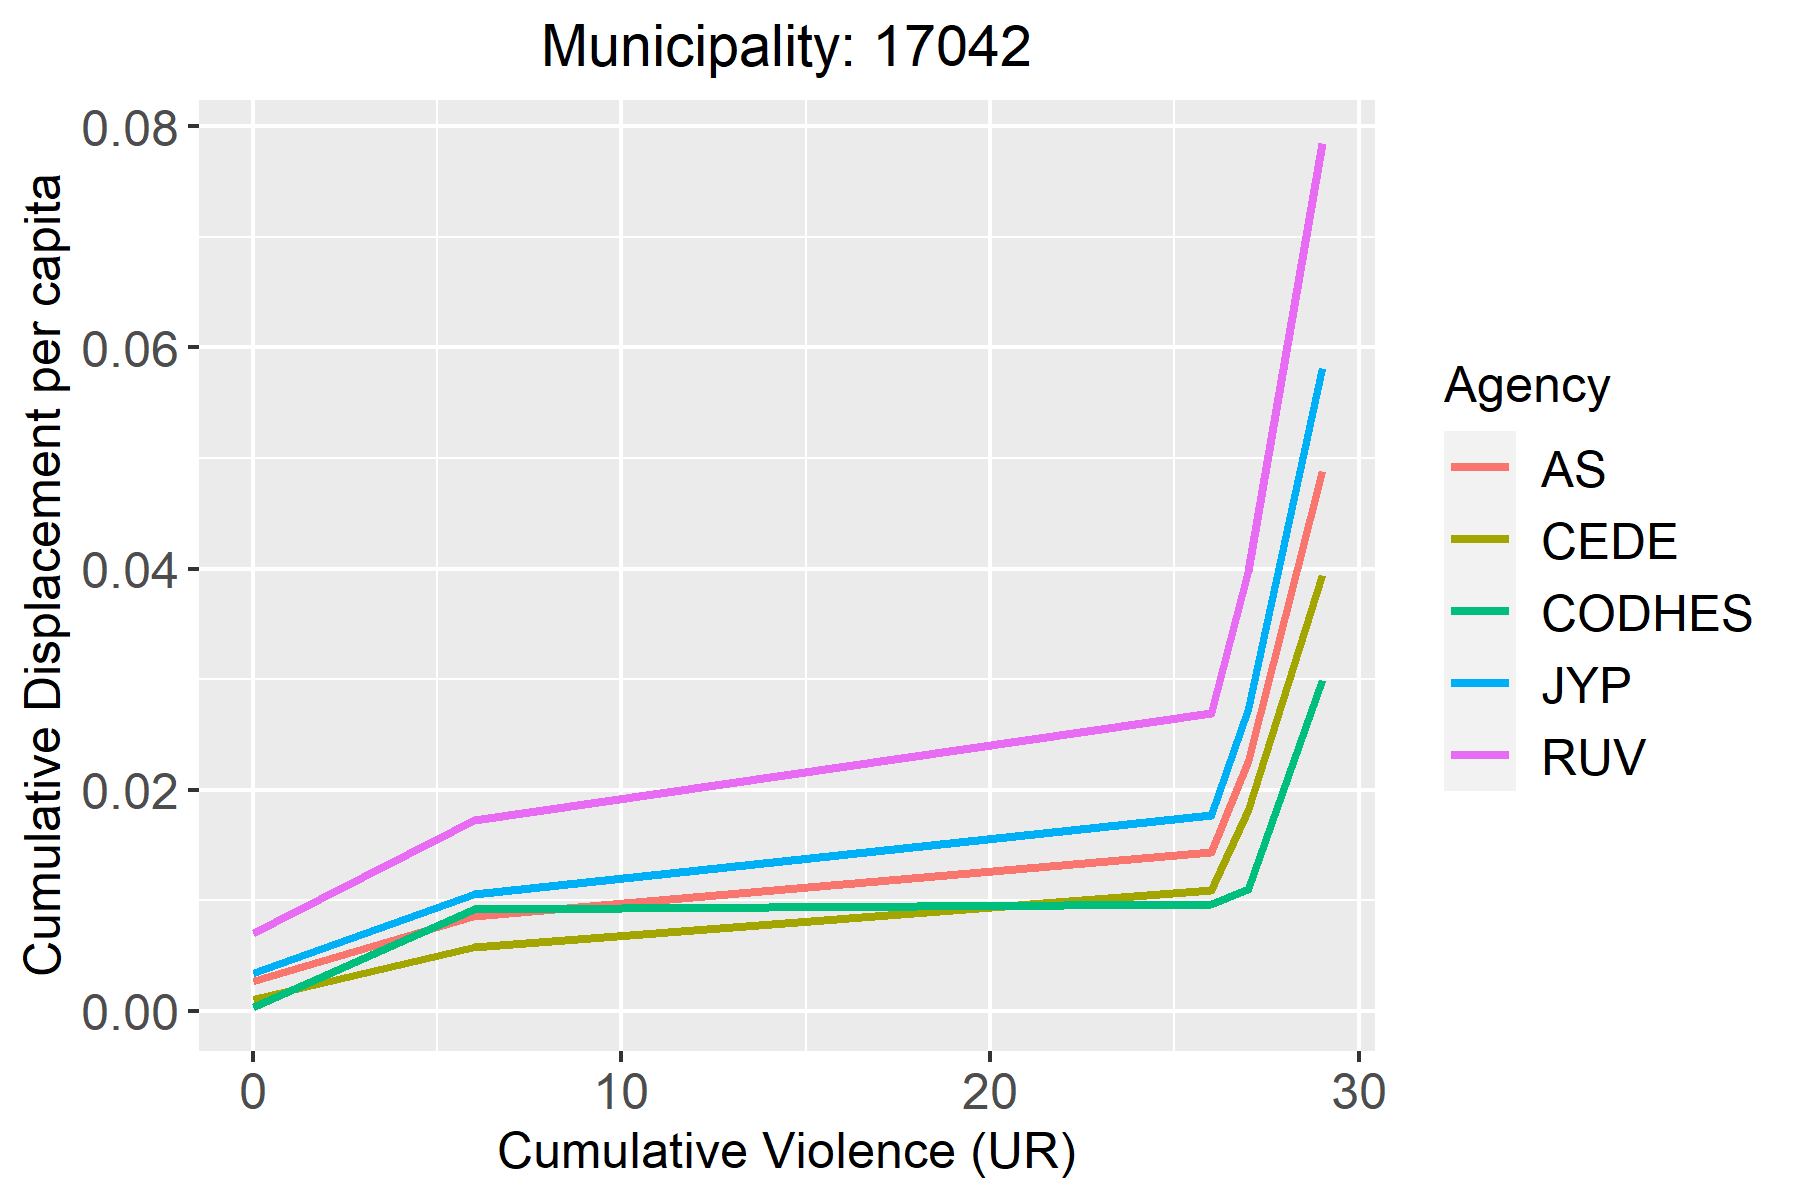 Municipality: 17042
Cumulative Displacement per capita
0.08
0.06
0.04
0.02
0.00
0
10
20
30
Cumulative Violence (UR)
Agency
AS
CEDE
CODHES
JYP
RUV